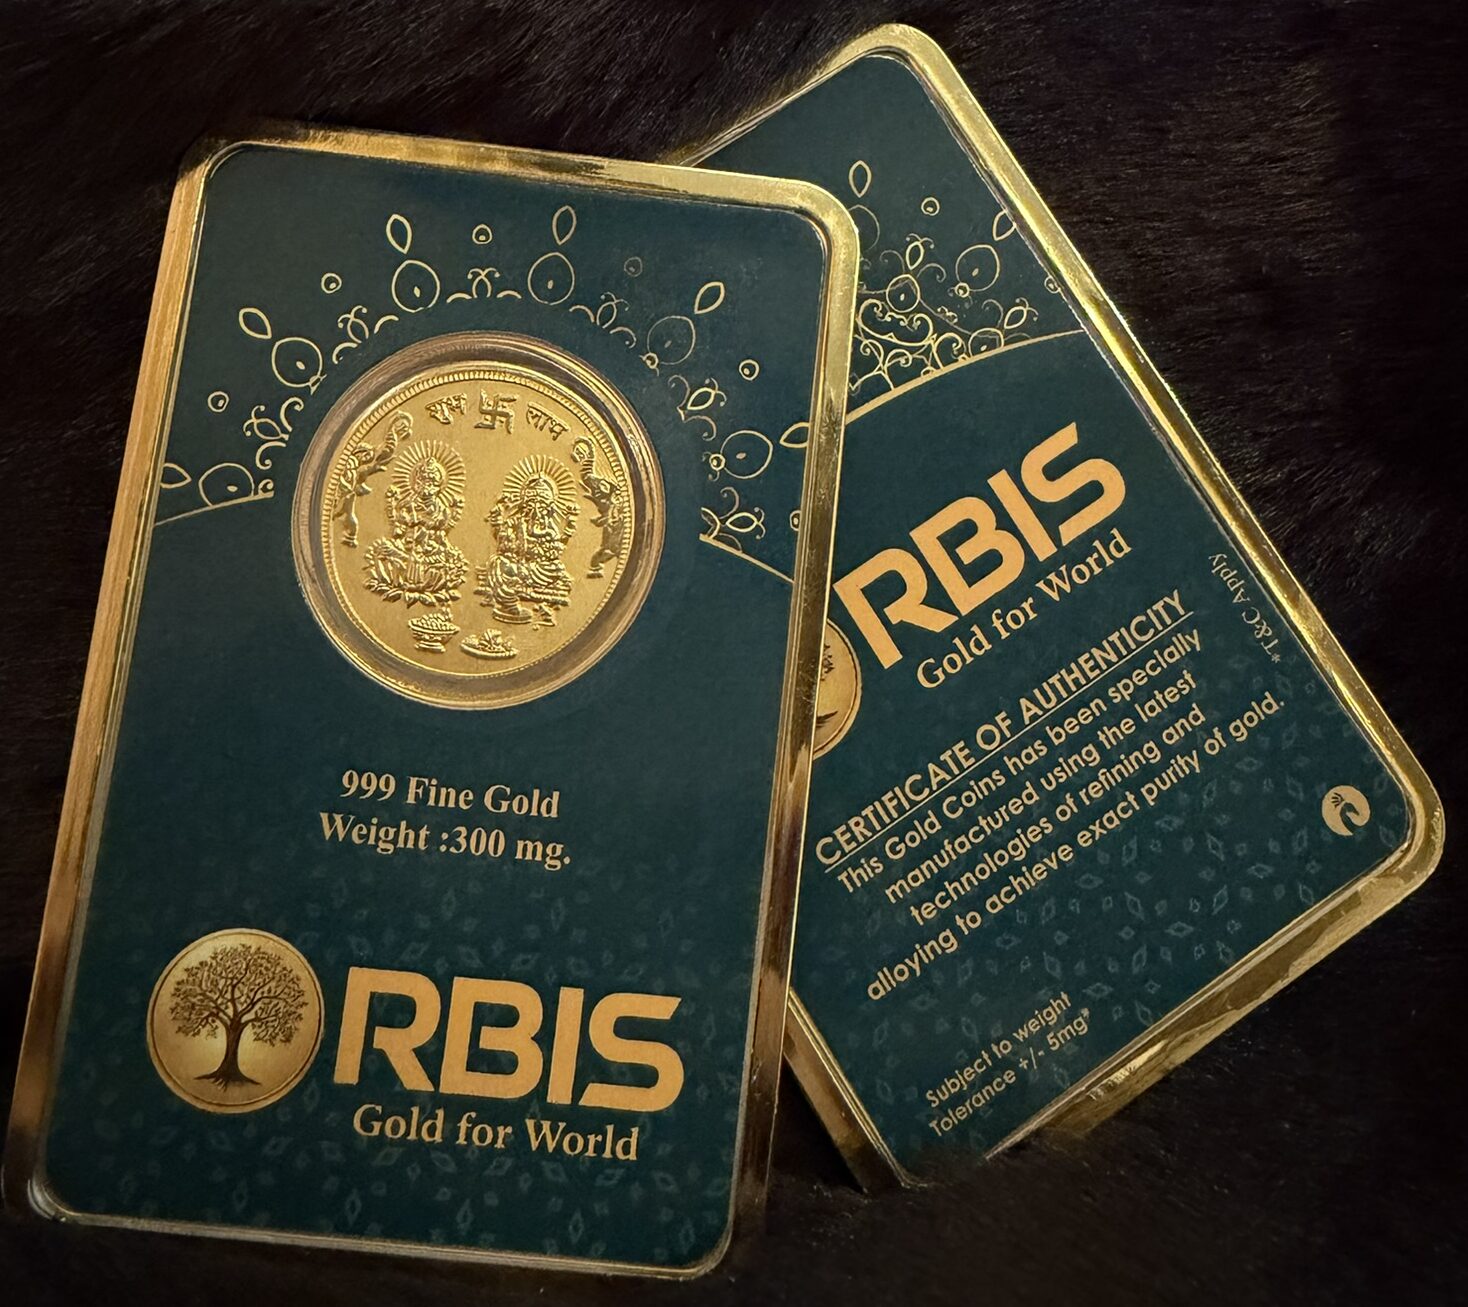 शुभ 卐 लाभ
999 Fine Gold
Weight :300 mg.
RBIS
Gold for World
RBIS
Gold for World
CERTIFICATE OF AUTHENTICITY
This Gold Coins has been specially
manufactured using the latest
technologies of refining and
alloying to achieve exact purity of gold.
*T&C Apply
Subject to weight
Tolerance +/- 5mg*